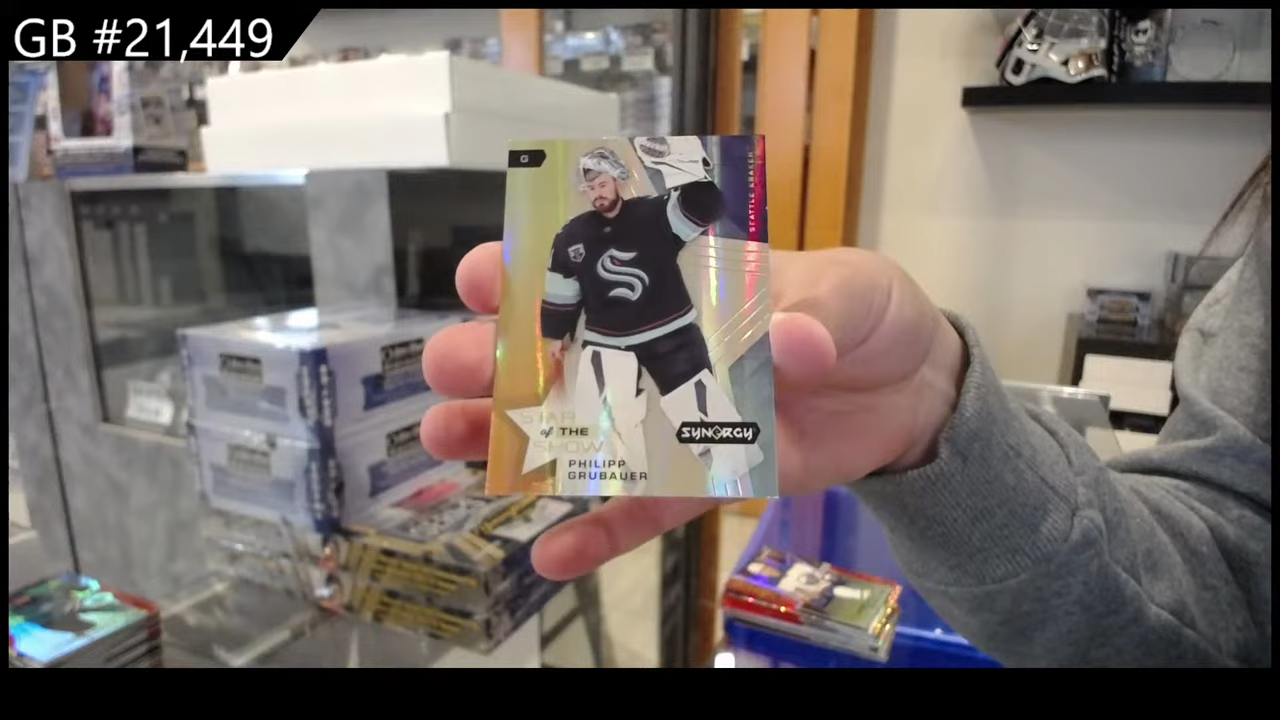 GB #21,449
G
SEATTLE KRAKEN
STAR
of THE
SHOW
SYNERGY
PHILIPP
GRUBAUER